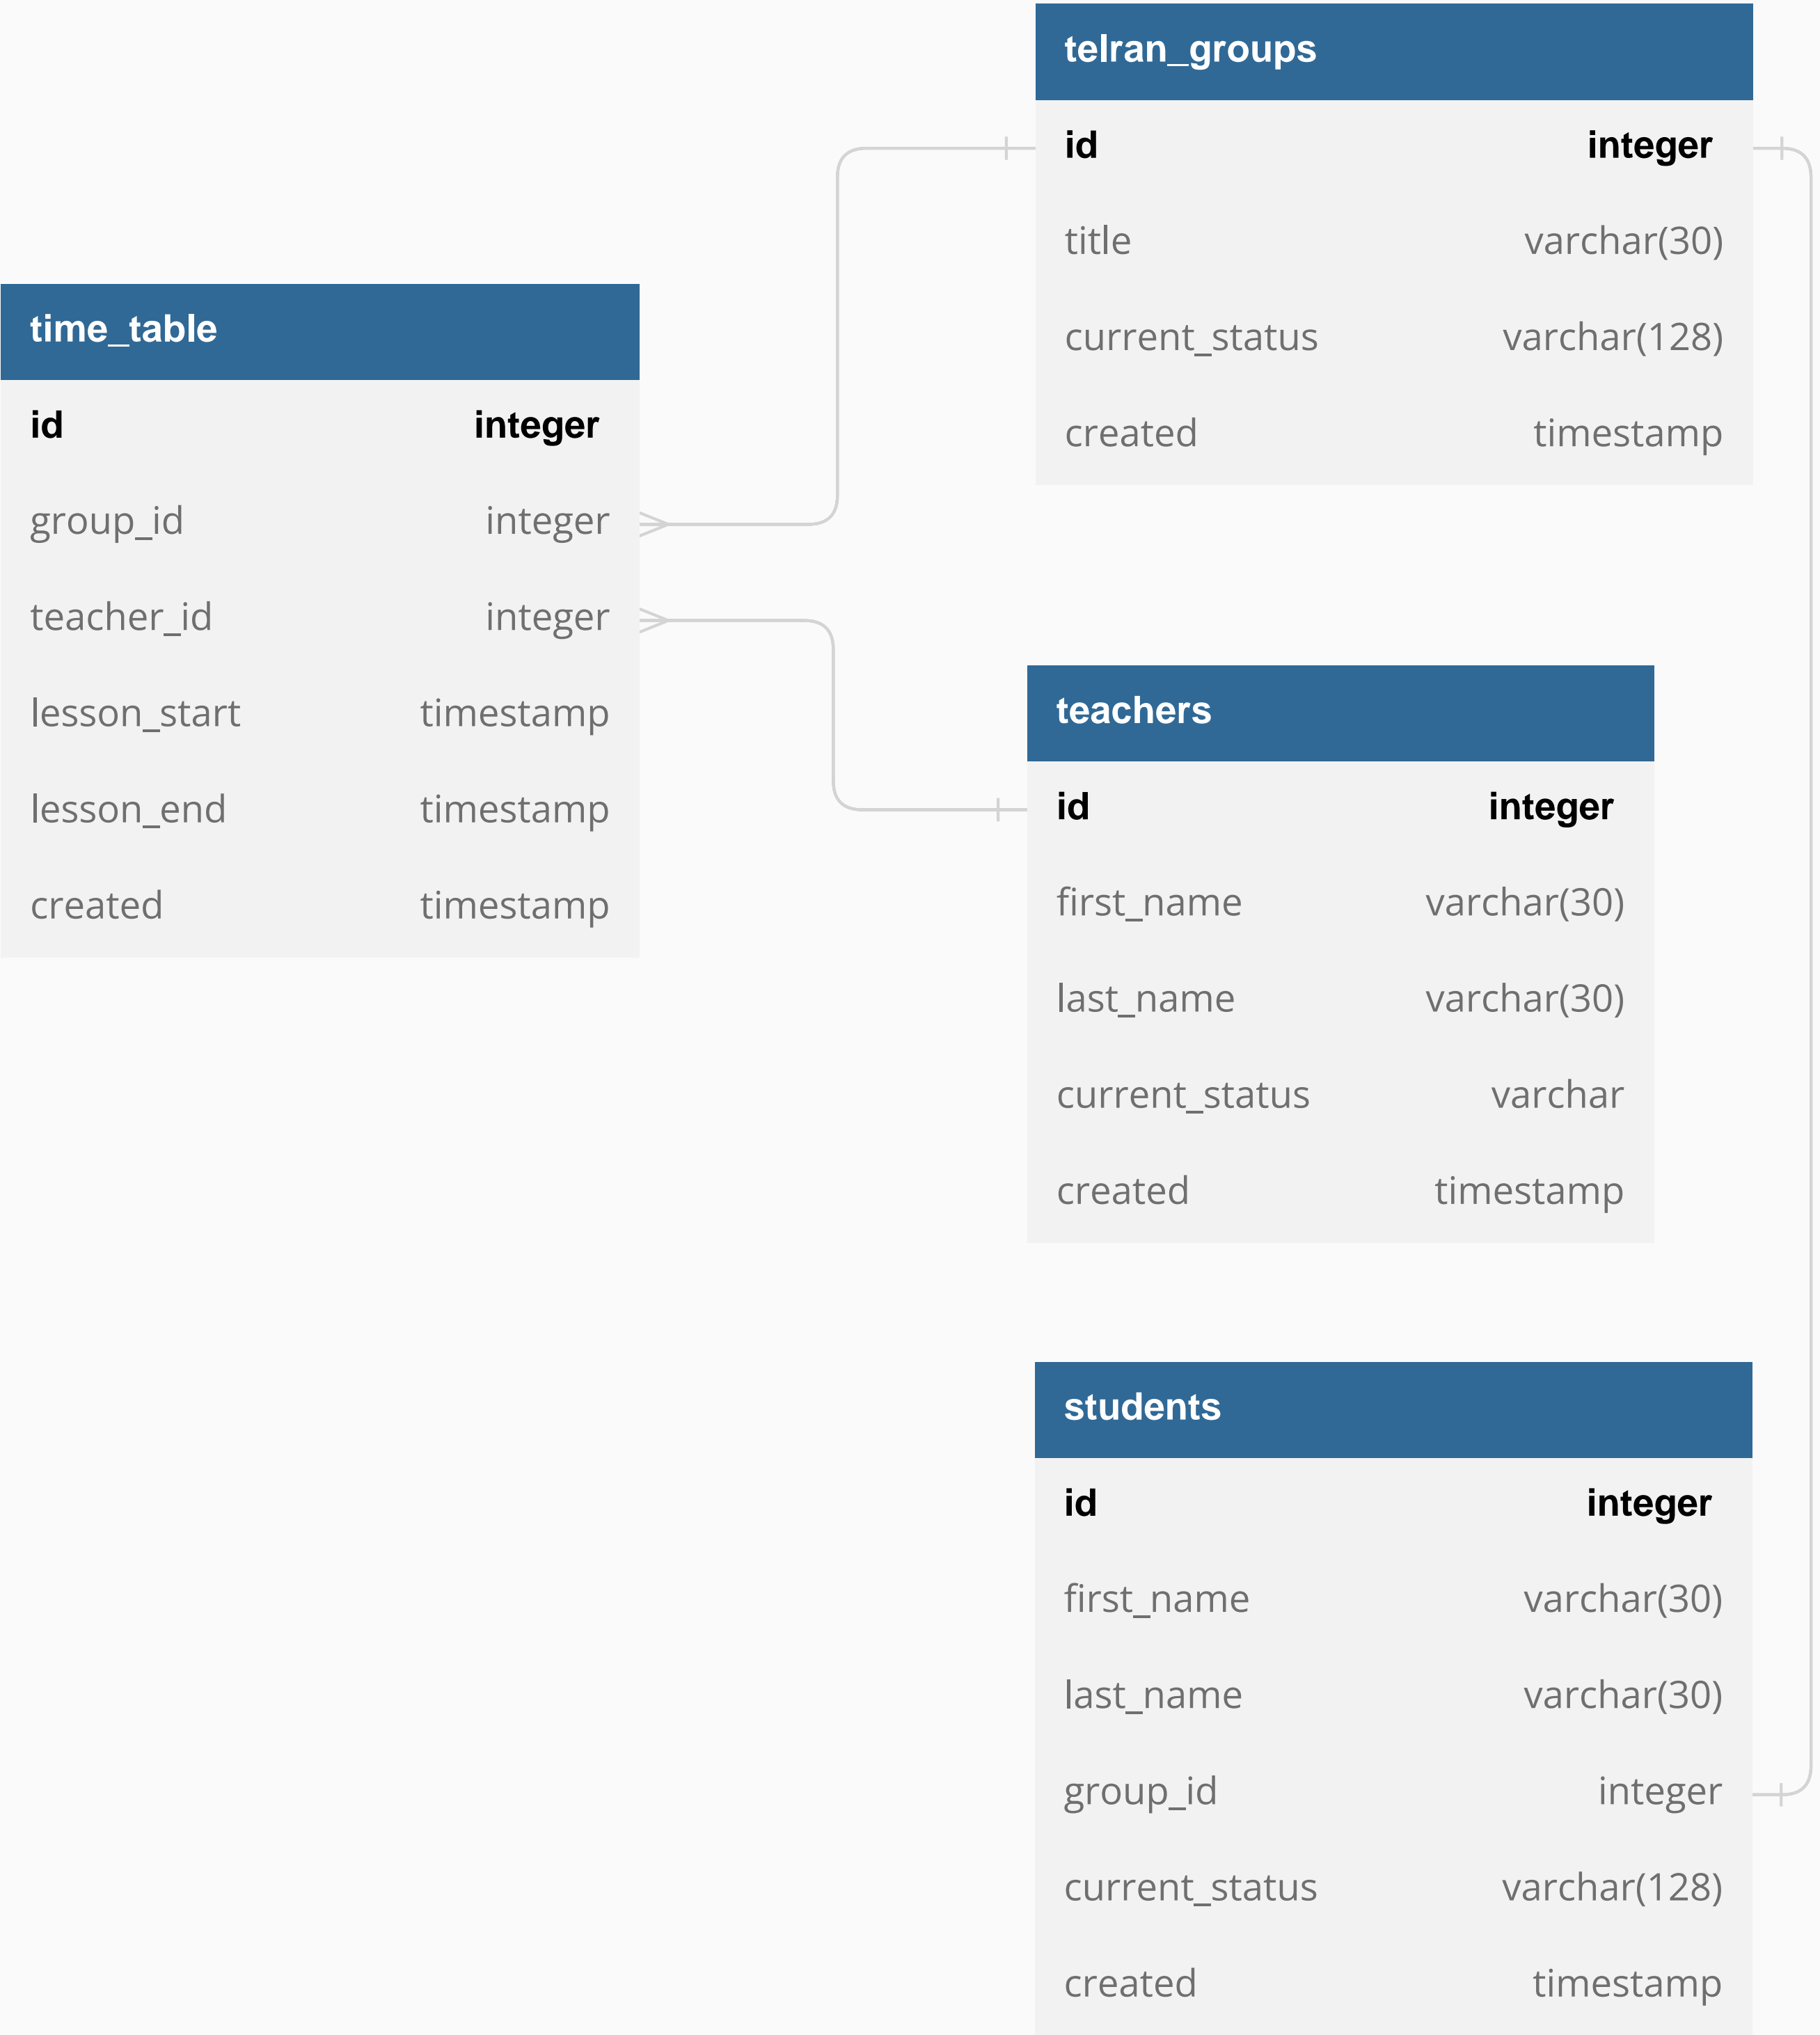 telran_groups
id integer
title varchar(30)
current_status varchar(128)
created timestamp
time_table
id integer
group_id integer
teacher_id integer
lesson_start timestamp
lesson_end timestamp
created timestamp
teachers
id integer
first_name varchar(30)
last_name varchar(30)
current_status varchar
created timestamp
students
id integer
first_name varchar(30)
last_name varchar(30)
group_id integer
current_status varchar(128)
created timestamp